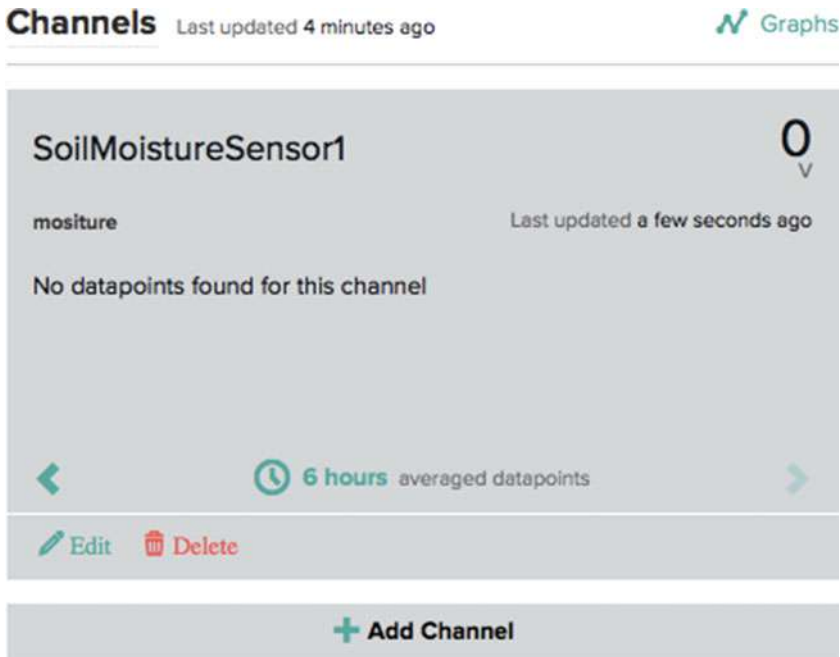 Channels Last updated 4 minutes ago Graphs
SoilMoistureSensor1 0
V
mositure Last updated a few seconds ago
No datapoints found for this channel
6 hours averaged datapoints
Edit Delete
Add Channel